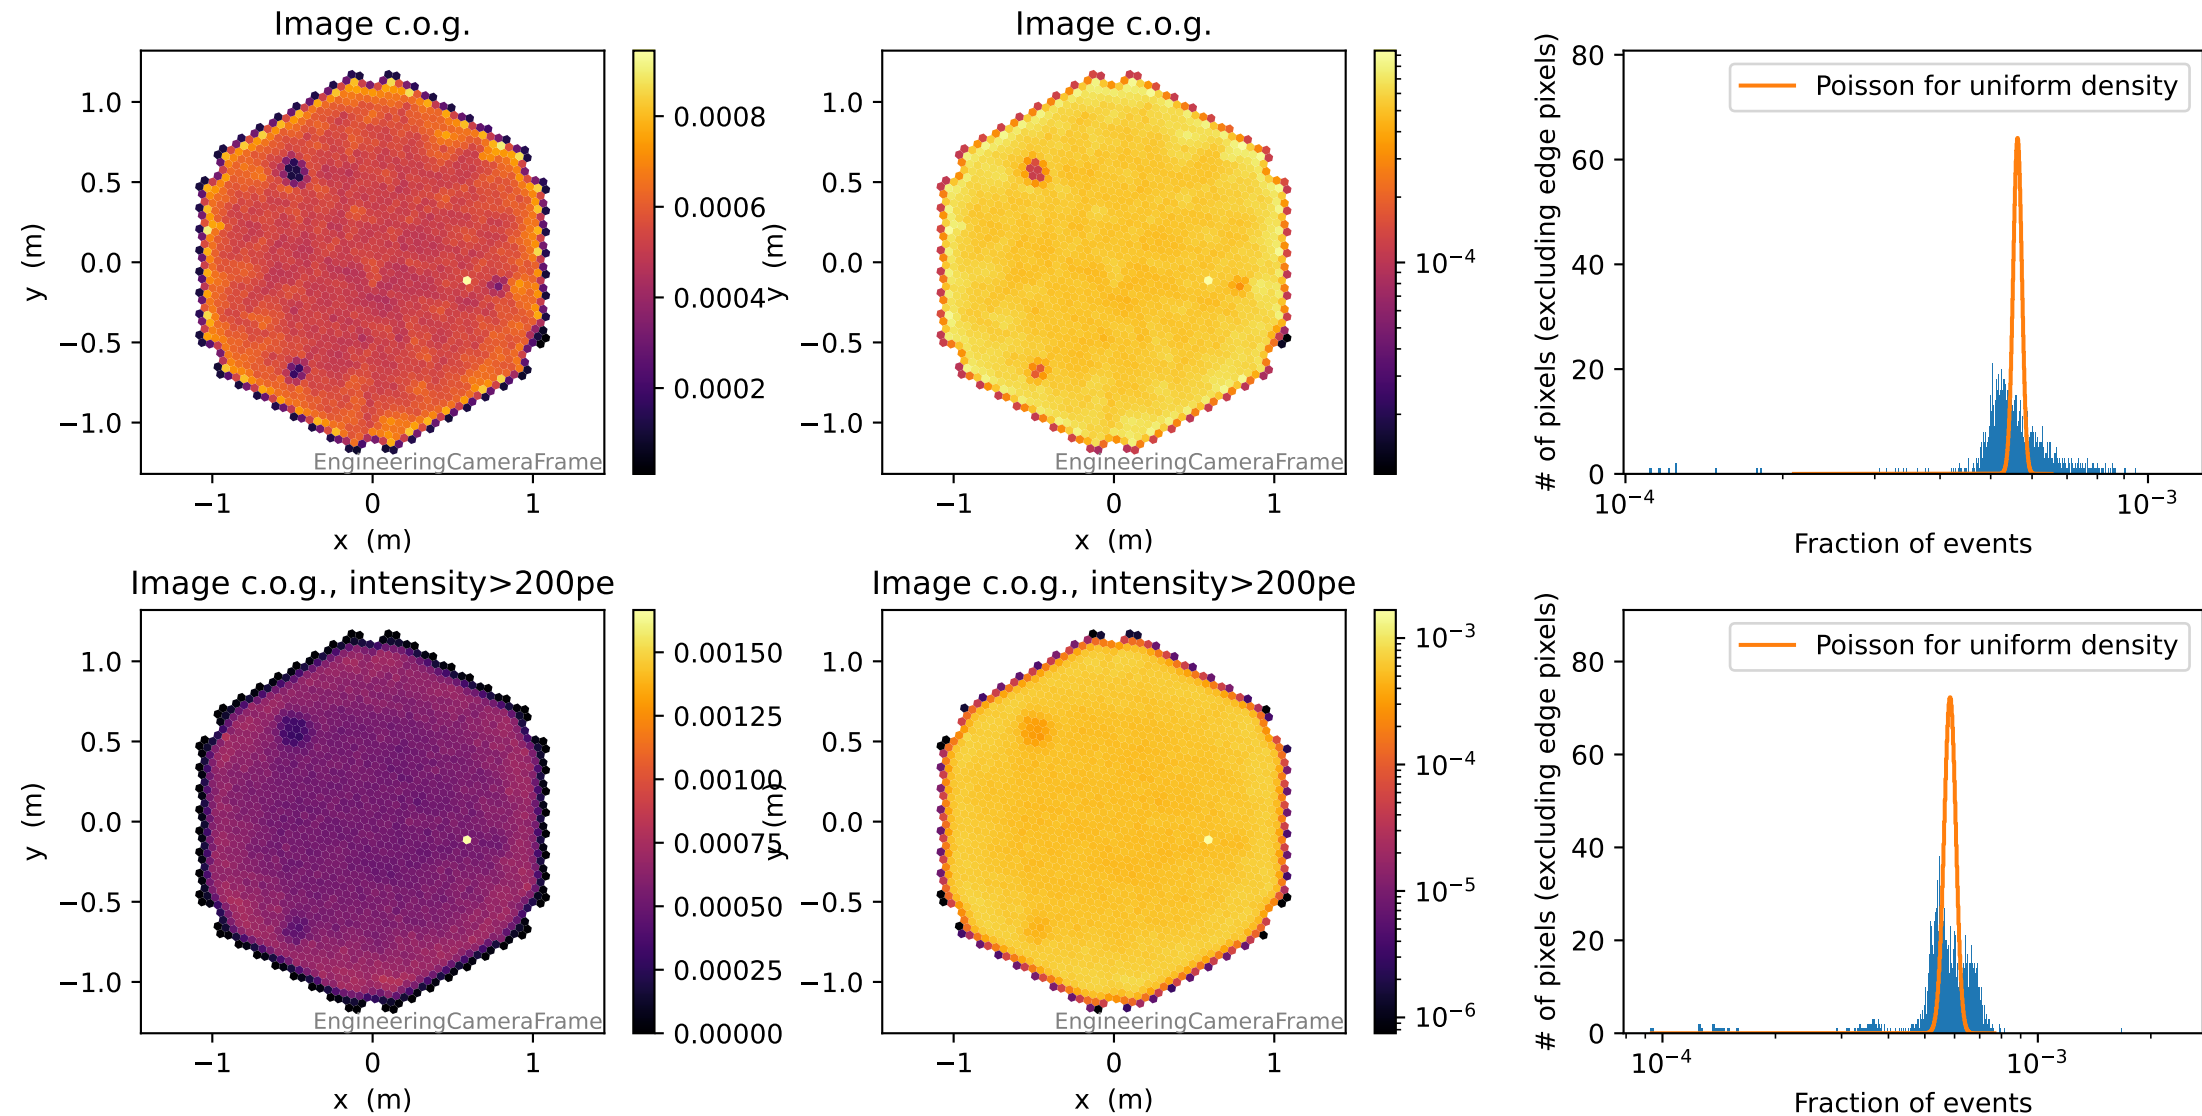 Image c.o.g.
Image c.o.g.
1.0
0.5
0.0
−0.5
−1.0
y (m)
−1
0
1
x (m)
EngineeringCameraFrame
0.0008
0.0006
0.0004
0.0002
1.0
0.5
0.0
−0.5
−1.0
y (m)
−1
0
1
x (m)
EngineeringCameraFrame
10⁻⁴
# of pixels (excluding edge pixels)
80
60
40
20
0
Poisson for uniform density
10⁻⁴
10⁻³
Fraction of events
Image c.o.g., intensity>200pe
Image c.o.g., intensity>200pe
1.0
0.5
0.0
−0.5
−1.0
y (m)
−1
0
1
x (m)
EngineeringCameraFrame
0.00150
0.00125
0.00100
0.00075
0.00050
0.00025
0.00000
1.0
0.5
0.0
−0.5
−1.0
y (m)
−1
0
1
x (m)
EngineeringCameraFrame
10⁻³
10⁻⁴
10⁻⁵
10⁻⁶
# of pixels (excluding edge pixels)
80
60
40
20
0
Poisson for uniform density
10⁻⁴
10⁻³
Fraction of events